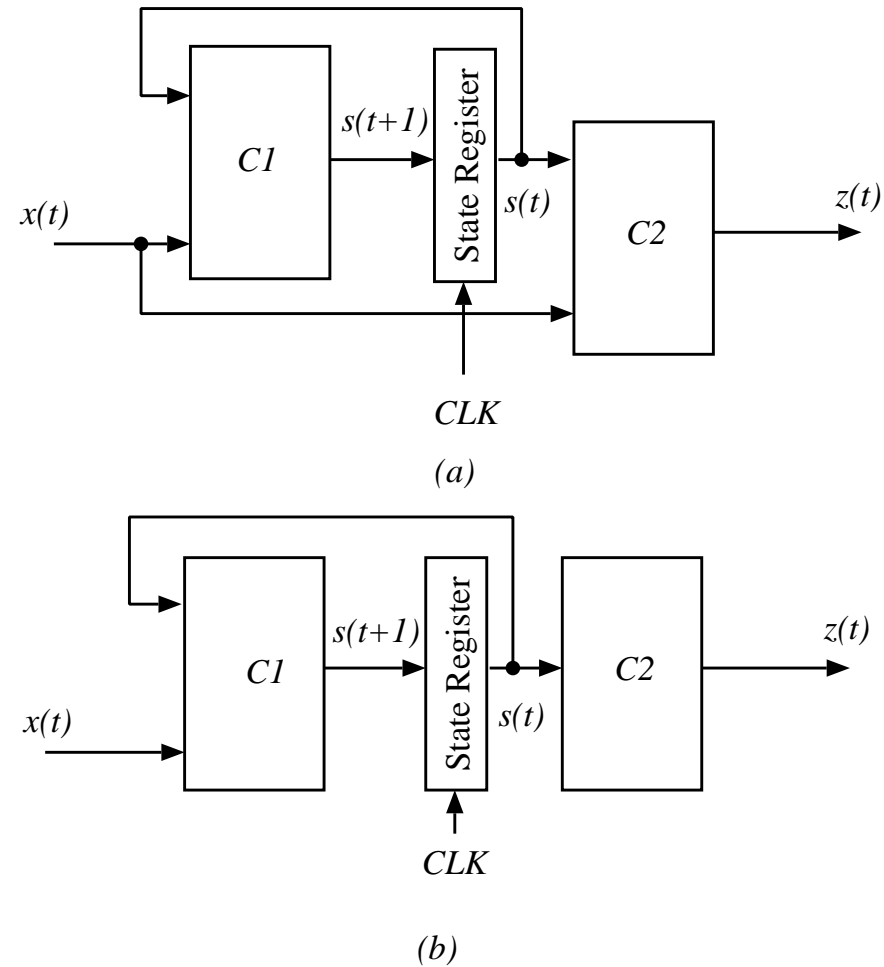 s(t+1)
C1
State Register
x(t)
s(t)
z(t)
C2
CLK
(a)
s(t+1)
z(t)
C1
State Register
C2
x(t)
s(t)
CLK
(b)